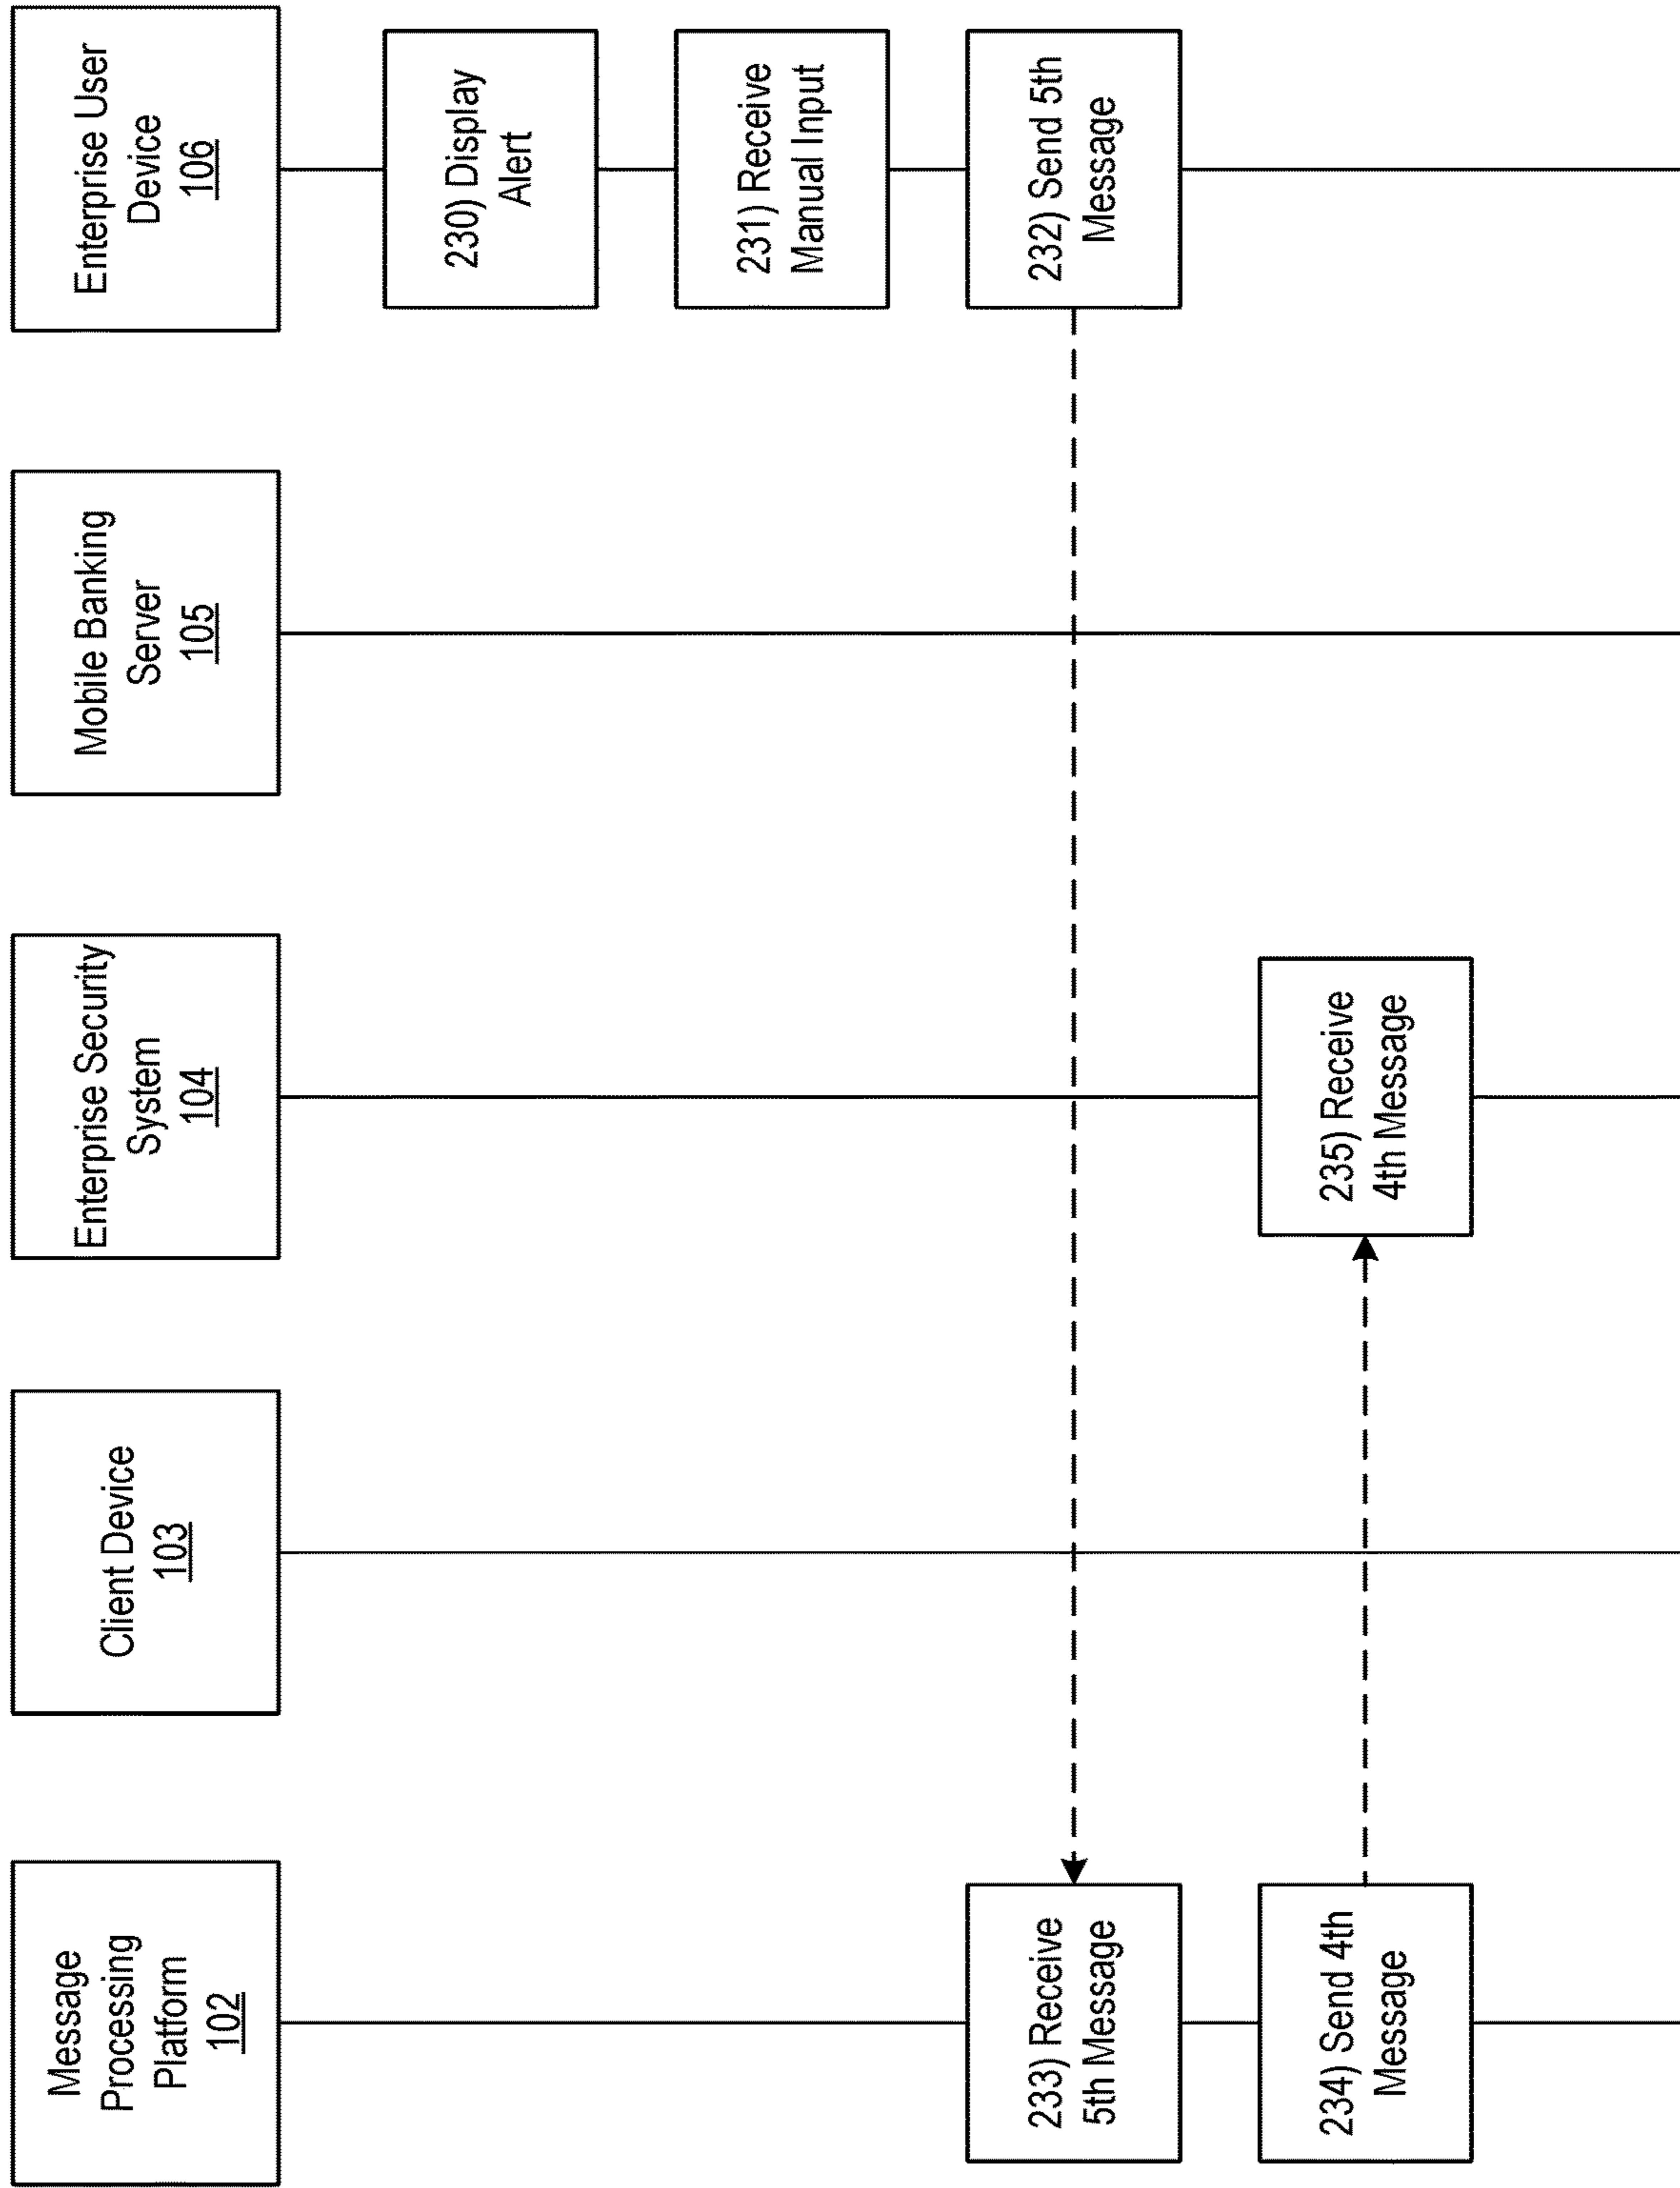 Message
Processing
Platform
102
Client Device
103
Enterprise Security
System
104
Mobile Banking
Server
105
Enterprise User
Device
106
230) Display
Alert
231) Receive
Manual Input
232) Send 5th
Message
233) Receive
5th Message
234) Send 4th
Message
235) Receive
4th Message